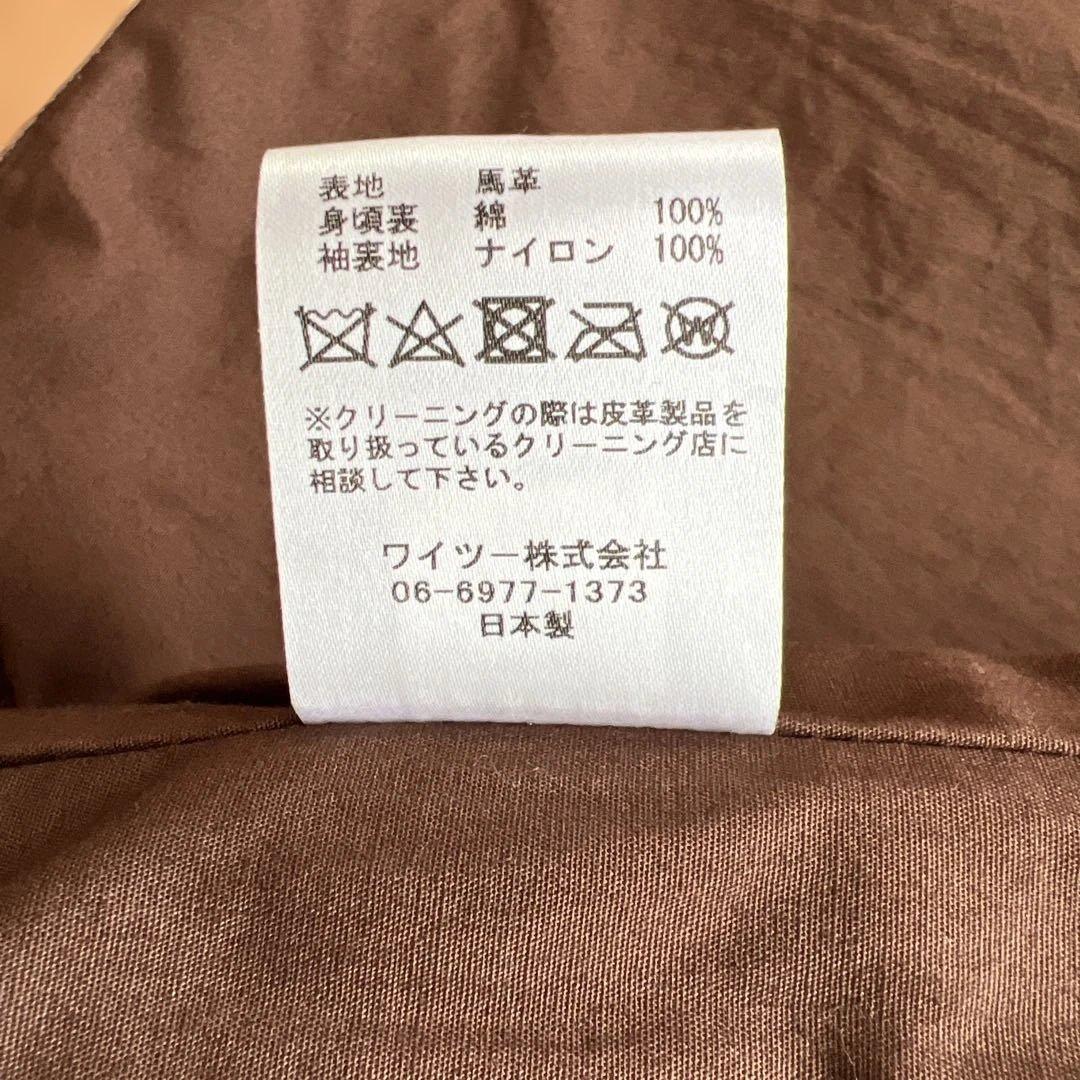 表地 馬革
身頃裏 綿 100%
袖裏地 ナイロン 100%
W
※クリーニングの際は皮革製品を
取り扱っているクリーニング店に
相談して下さい。
ワイツー株式会社
06-6977-1373
日本製